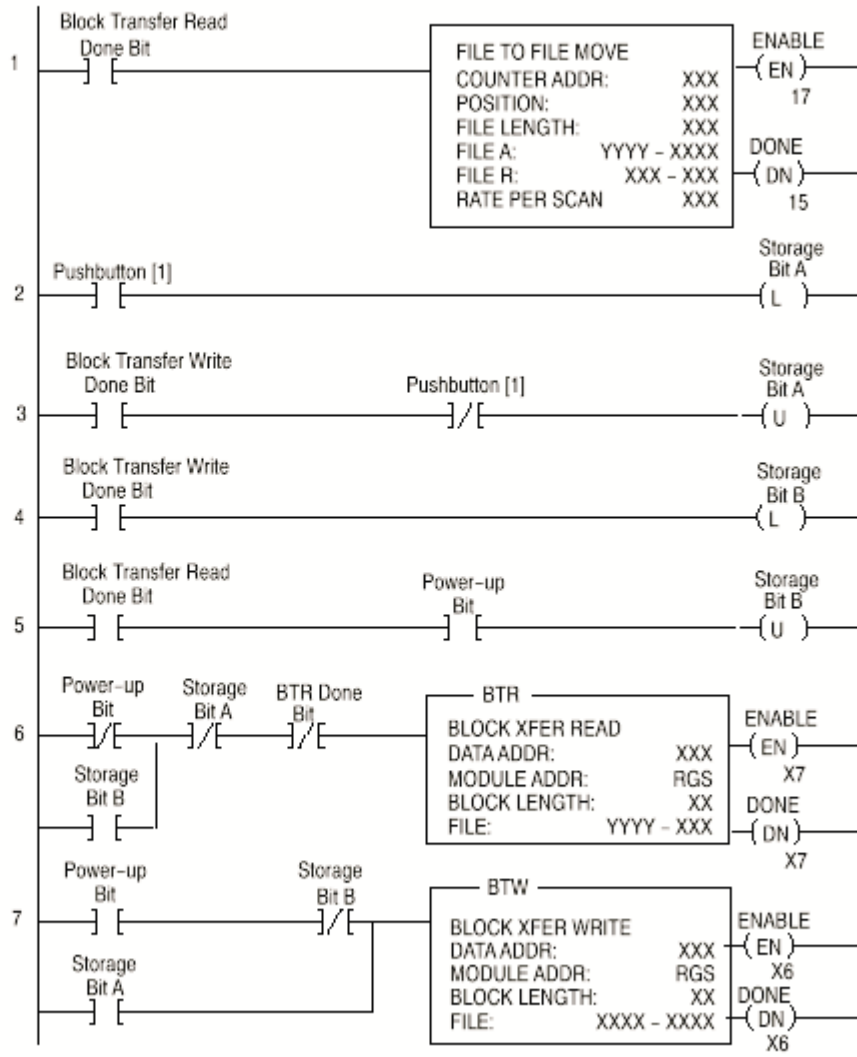 Block Transfer Read
Done Bit
1
FILE TO FILE MOVE
COUNTER ADDR: XXX
POSITION: XXX
FILE LENGTH: XXX
FILE A: YYYY – XXXX
FILE R: XXX – XXX
RATE PER SCAN XXX
ENABLE
EN
17
DONE
DN
15
Pushbutton [1]
Storage
Bit A
2
L
Block Transfer Write
Done Bit
Pushbutton [1]
Storage
Bit A
3
U
Block Transfer Write
Done Bit
Storage
Bit B
4
L
Block Transfer Read
Done Bit
Power–up
Bit
Storage
Bit B
5
U
Power–up
Bit
Storage
Bit A
BTR Done
Bit
6
Storage
Bit B
BTR
BLOCK XFER READ
DATA ADDR: XXX
MODULE ADDR: RGS
BLOCK LENGTH: XX
FILE: YYYY – XXX
ENABLE
EN
X7
DONE
DN
X7
Power–up
Bit
Storage
Bit B
7
Storage
Bit A
BTW
BLOCK XFER WRITE
DATA ADDR: XXX
MODULE ADDR: RGS
BLOCK LENGTH: XX
FILE: XXXX – XXXX
ENABLE
EN
X6
DONE
DN
X6